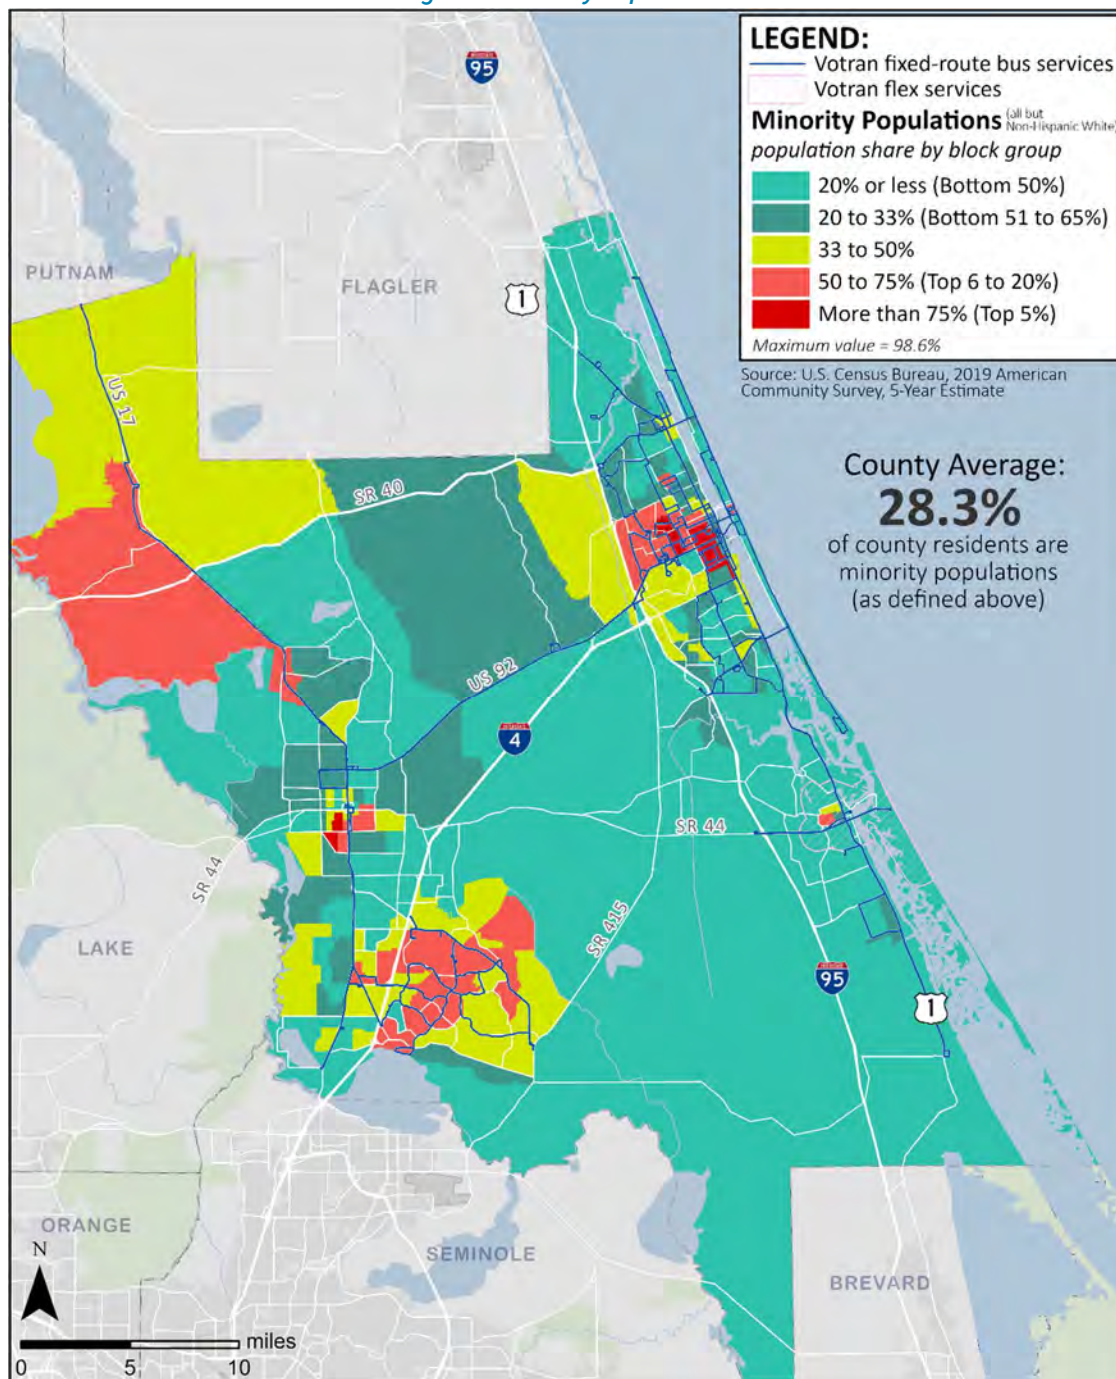 LEGEND:
Votran fixed-route bus services
Votran flex services
Minority Populations (all but Non-Hispanic White)
population share by block group
20% or less (Bottom 50%)
20 to 33% (Bottom 51 to 65%)
33 to 50%
50 to 75% (Top 6 to 20%)
More than 75% (Top 5%)
Maximum value = 98.6%
Source: U.S. Census Bureau, 2019 American
Community Survey, 5-Year Estimate
County Average:
28.3%
of county residents are
minority populations
(as defined above)
95
PUTNAM
FLAGLER
1
US 17
SR 40
US 92
4
SR 44
SR 44
SR 415
LAKE
95
1
ORANGE
SEMINOLE
BREVARD
N
miles
0 5 10